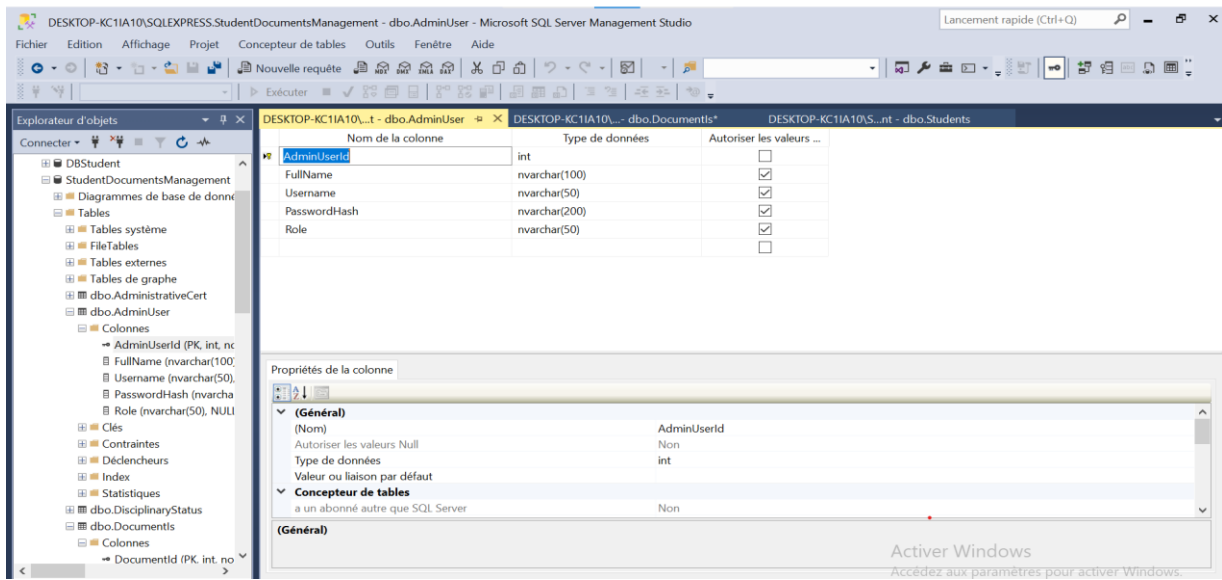 DESKTOP-KC1IA10\SQLEXPRESS.StudentDocumentsManagement - dbo.AdminUser - Microsoft SQL Server Management Studio
Lancement rapide (Ctrl+Q)
Fichier Edition Affichage Projet Concepteur de tables Outils Fenêtre Aide
Nouvelle requête
Exécuter
Explorateur d'objets
DESKTOP-KC1IA10\...t - dbo.AdminUser
DESKTOP-KC1IA10\...- dbo.DocumentIs*
DESKTOP-KC1IA10\S...nt - dbo.Students
Connecter
DBStudent
StudentDocumentsManagement
Diagrammes de base de donné
Tables
Tables système
FileTables
Tables externes
Tables de graphe
dbo.AdministrativeCert
dbo.AdminUser
Colonnes
AdminUserId (PK, int, no
FullName (nvarchar(100)
Username (nvarchar(50),
PasswordHash (nvarcha
Role (nvarchar(50), NULL
Clés
Contraintes
Déclencheurs
Index
Statistiques
dbo.DisciplinaryStatus
dbo.DocumentIs
Colonnes
DocumentId (PK, int, no
Nom de la colonne Type de données Autoriser les valeurs ...
AdminUserId int
FullName nvarchar(100)
Username nvarchar(50)
PasswordHash nvarchar(200)
Role nvarchar(50)
Propriétés de la colonne
(Général)
(Nom) AdminUserId
Autoriser les valeurs Null Non
Type de données int
Valeur ou liaison par défaut
Concepteur de tables
a un abonné autre que SQL Server Non
(Général)
Activer Windows
Accédez aux paramètres pour activer Windows.